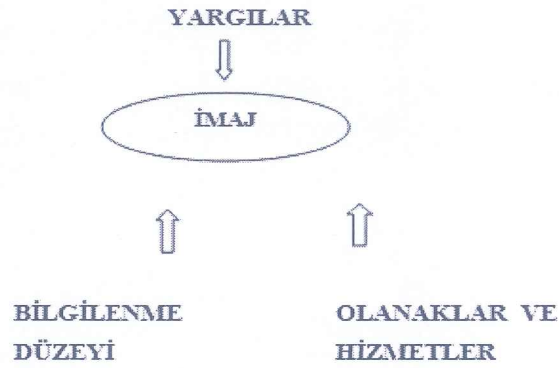 YARGILAR
İMAJ
BİLGİLENME
DÜZEYİ
OLANAKLAR VE
HİZMETLER